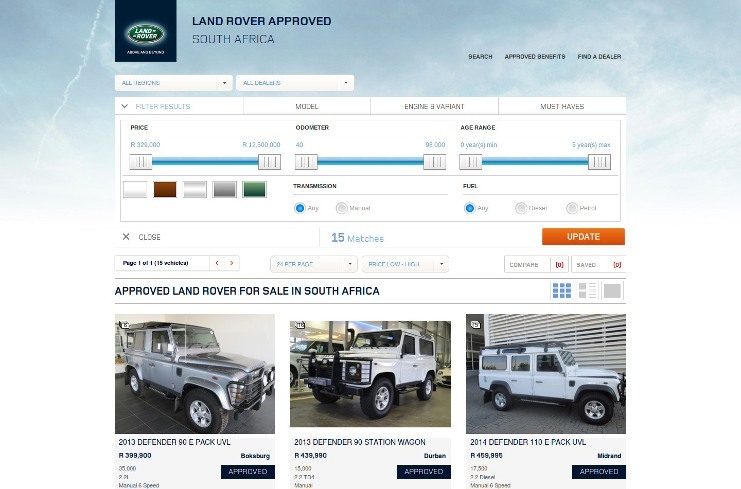 LAND ROVER
ABOVE AND BEYOND
LAND ROVER APPROVED
SOUTH AFRICA
SEARCH APPROVED BENEFITS FIND A DEALER
ALL REGIONS ALL DEALERS
FILTER RESULTS MODEL ENGINE & VARIANT MUST HAVES
PRICE ODOMETER AGE RANGE
R 329,000 R 12,500,000 40 98 000 0 year(s) min 5 year(s) max
TRANSMISSION FUEL
Any Manual Any Diesel Petrol
CLOSE 15 Matches UPDATE
Page 1 of 1 (15 vehicles) 24 PER PAGE PRICE LOW - HIGH COMPARE [0] SAVED [0]
APPROVED LAND ROVER FOR SALE IN SOUTH AFRICA
2013 DEFENDER 90 E PACK UVL 2013 DEFENDER 90 STATION WAGON 2014 DEFENDER 110 E PACK UVL
R 399,900 Boksburg R 439,990 Durban R 459,995 Midrand
35,000 APPROVED 15,000 APPROVED 17,500 APPROVED
2.2l 2.2 TD4 2.2 Diesel
Manual 6 Speed Manual Manual 6 Speed